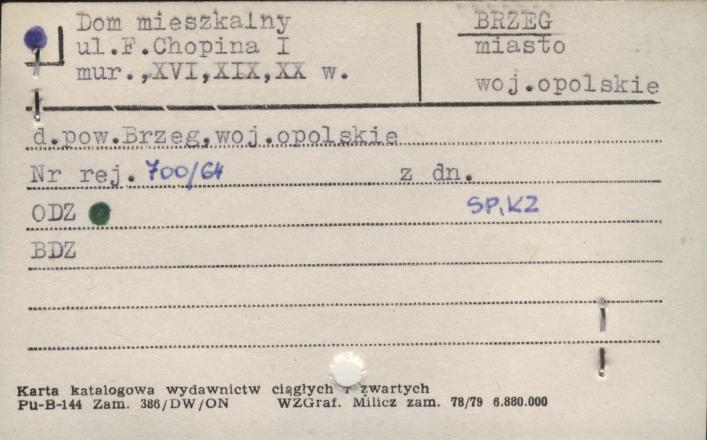 Dom mieszkalny
ul.F.Chopina I
mur.,XVI,XIX,XX w.
BRZEG
miasto
woj.opolskie
d.pow.Brzeg,woj.opolskie
Nr rej. 700/64 z dn.
ODZ SP,KZ
BDZ
Karta katalogowa wydawnictw ciągłych i zwartych
Pu-B-144 Zam. 386/DW/ON WZGraf. Milicz zam. 78/79 6.880.000